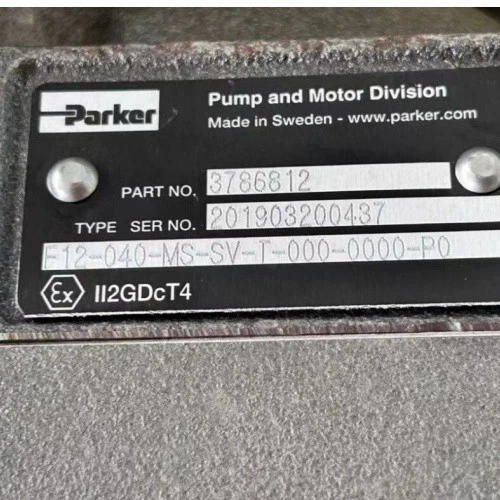 Parker
Pump and Motor Division
Made in Sweden - www.parker.com
PART NO. 3786812
TYPE SER NO. 201903200437
F12-040-MS-SV-T-000-0000-P0
Ex II2GDcT4